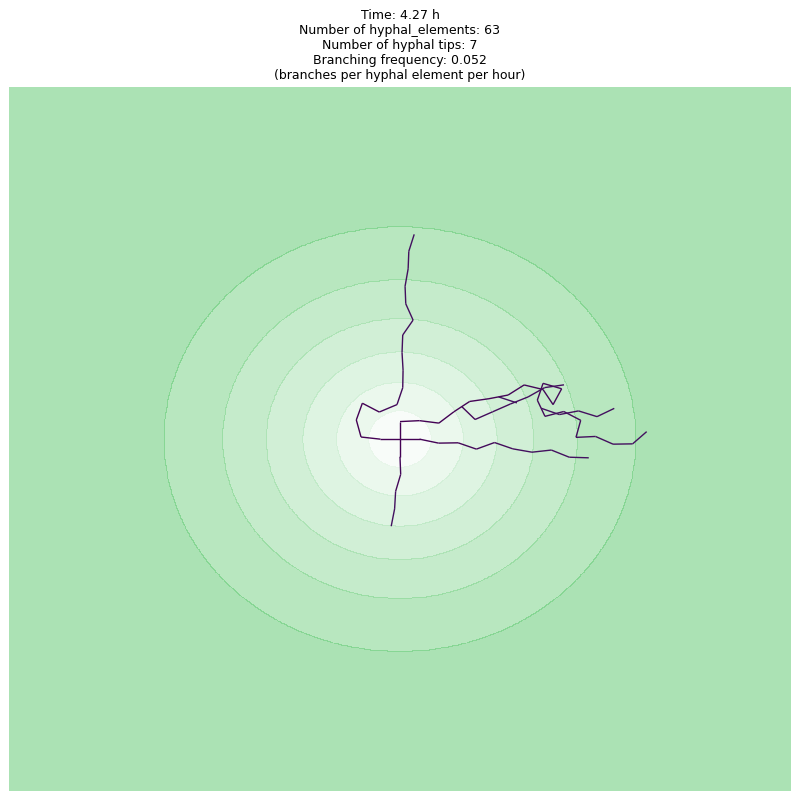 Time: 4.27 h
Number of hyphal_elements: 63
Number of hyphal tips: 7
Branching frequency: 0.052
(branches per hyphal element per hour)